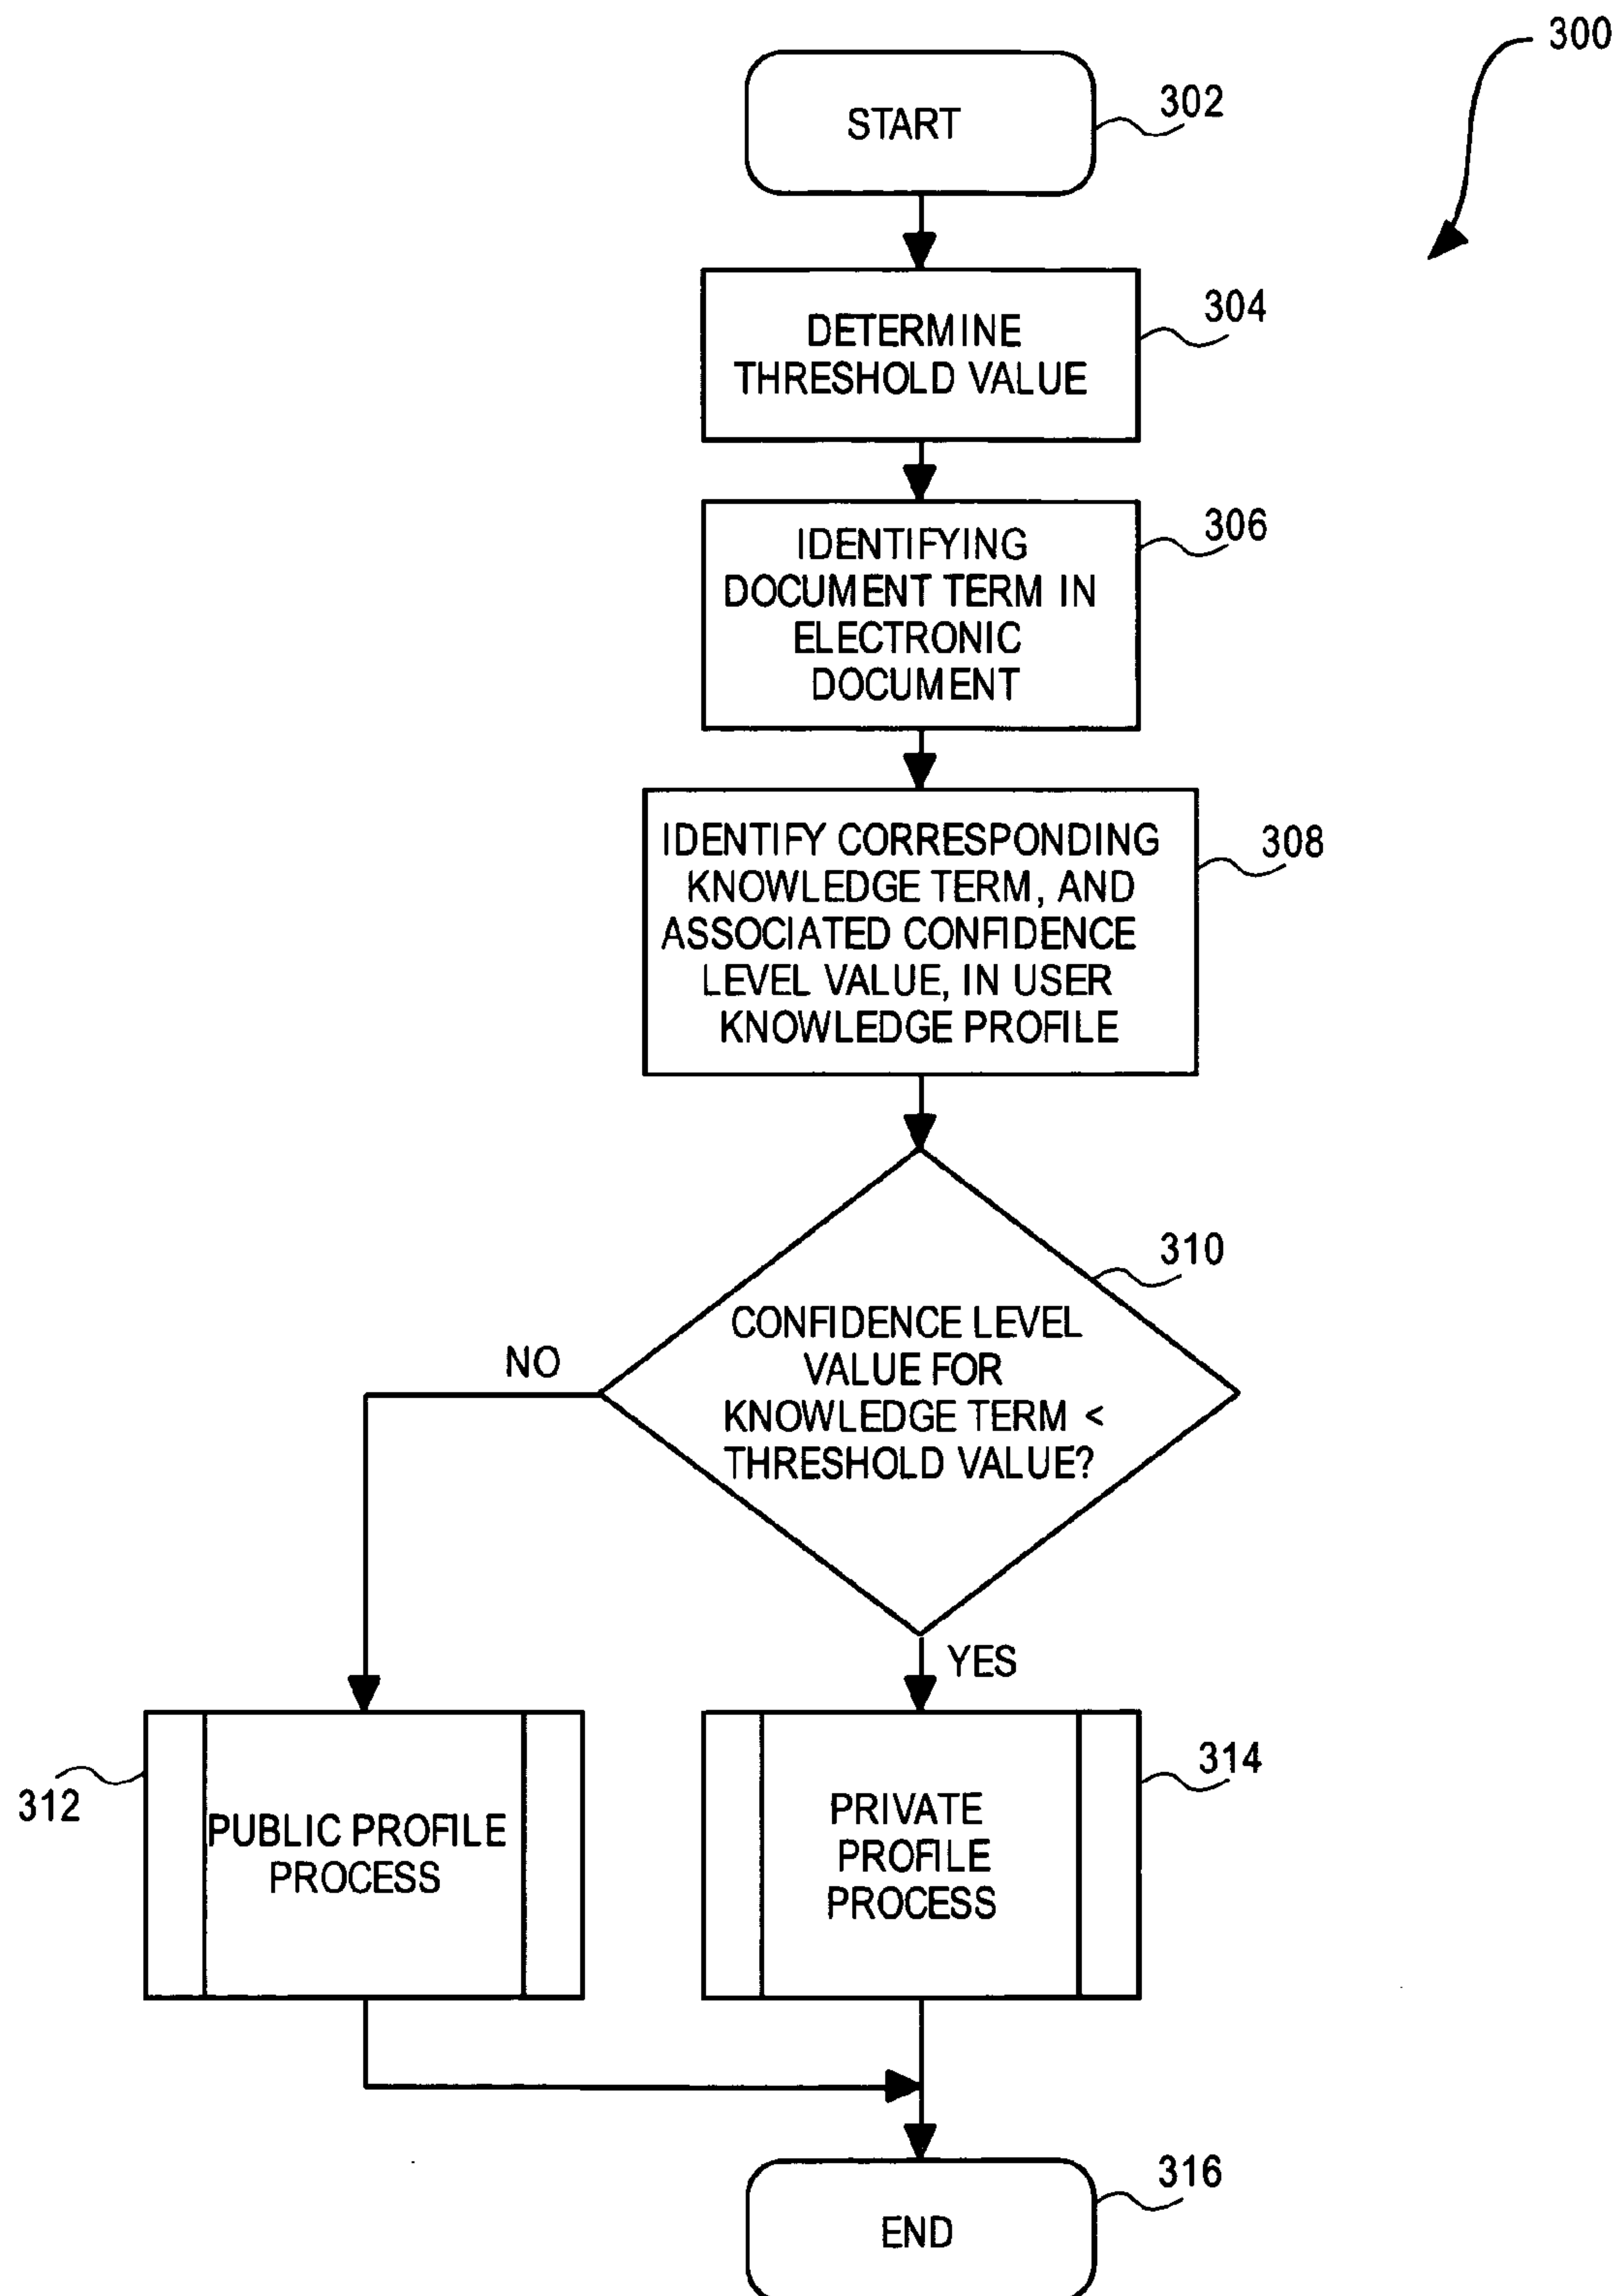 300
START
302
DETERMINE
THRESHOLD VALUE
304
IDENTIFYING
DOCUMENT TERM IN
ELECTRONIC
DOCUMENT
306
IDENTIFY CORRESPONDING
KNOWLEDGE TERM, AND
ASSOCIATED CONFIDENCE
LEVEL VALUE, IN USER
KNOWLEDGE PROFILE
308
310
CONFIDENCE LEVEL
VALUE FOR
KNOWLEDGE TERM <
THRESHOLD VALUE?
NO
YES
312
PUBLIC PROFILE
PROCESS
PRIVATE
PROFILE
PROCESS
314
END
316